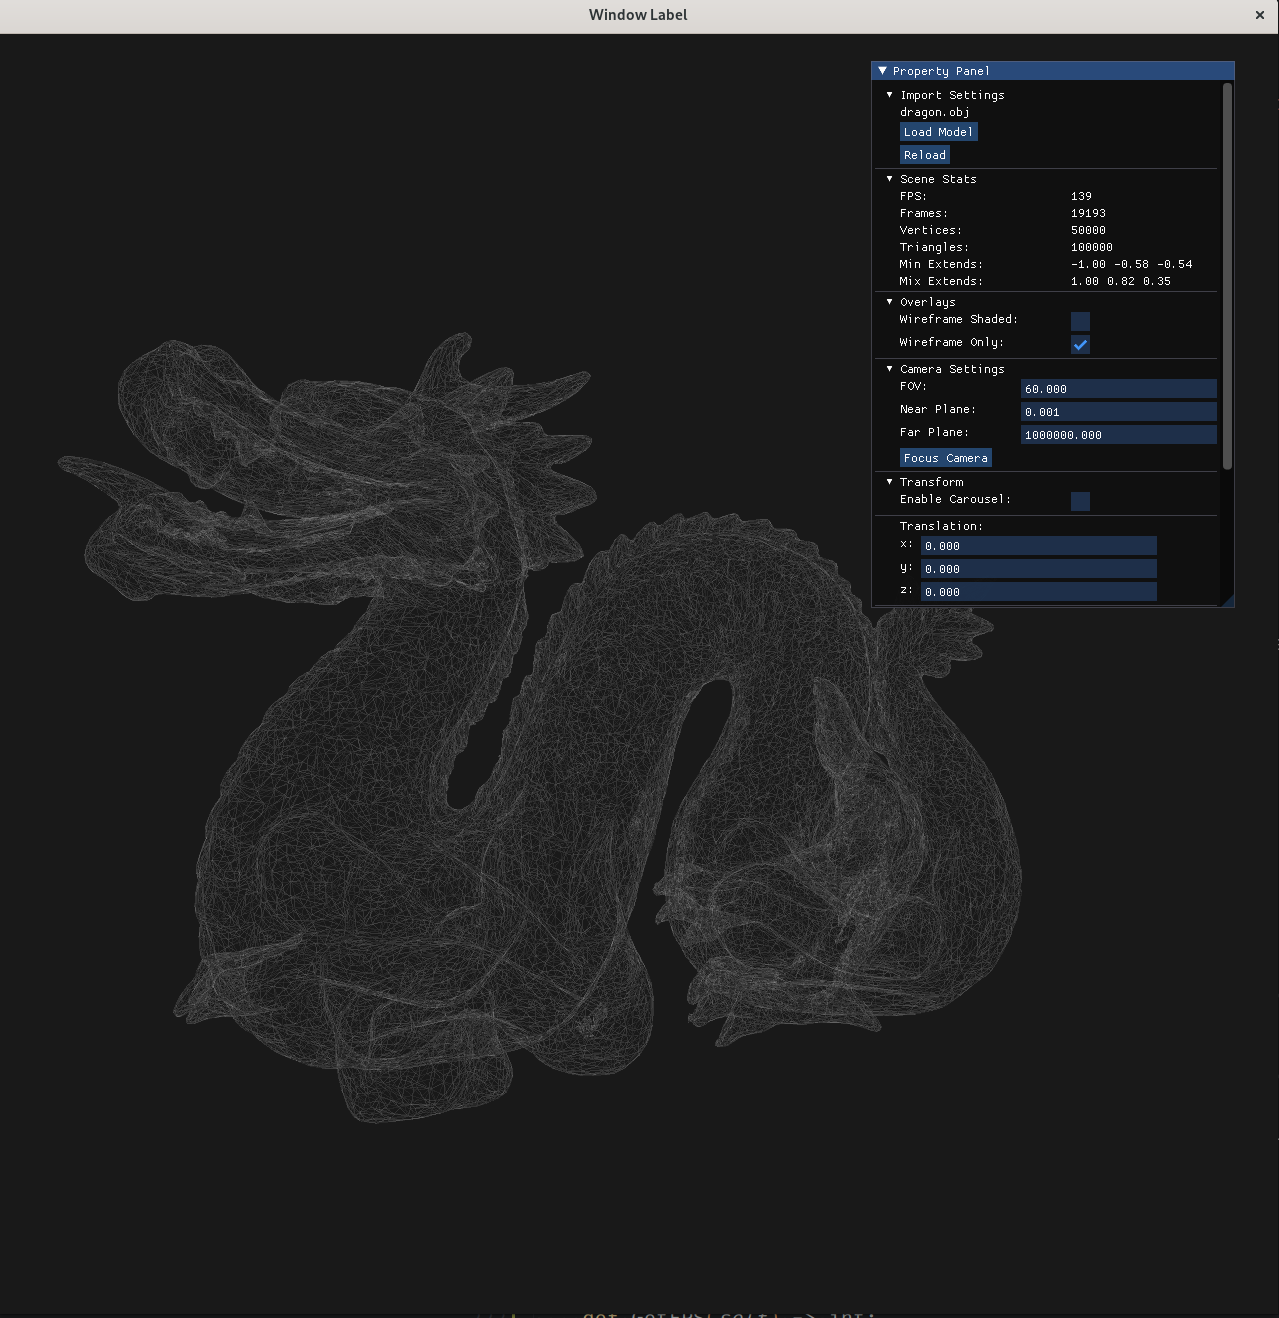 Window Label ×
Property Panel
Import Settings
dragon.obj
Load Model
Reload
Scene Stats
FPS: 139
Frames: 19193
Vertices: 50000
Triangles: 100000
Min Extends: -1.00 -0.58 -0.54
Mix Extends: 1.00 0.82 0.35
Overlays
Wireframe Shaded:
Wireframe Only:
Camera Settings
FOV: 60.000
Near Plane: 0.001
Far Plane: 1000000.000
Focus Camera
Transform
Enable Carousel:
Translation:
x: 0.000
y: 0.000
z: 0.000